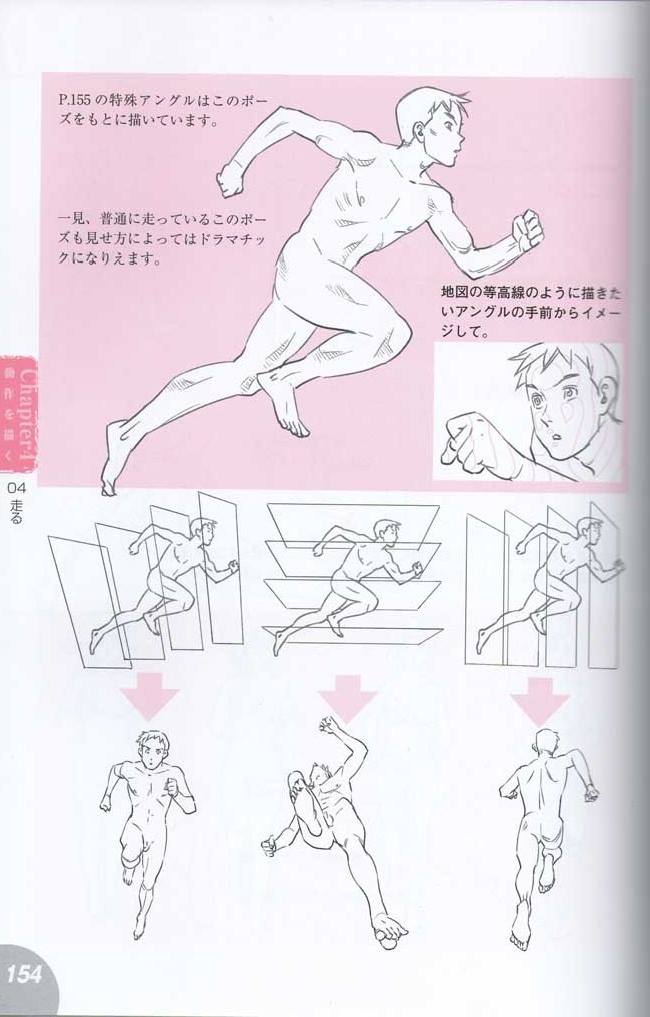 P.155の特殊アングルはこのポー
ズをもとに描いています。
一見、普通に走っているこのポー
ズも見せ方によってはドラマチッ
クになりえます。
地図の等高線のように描きた
いアングルの手前からイメー
ジして。
Chapter4
動作を描く
04
走る
154